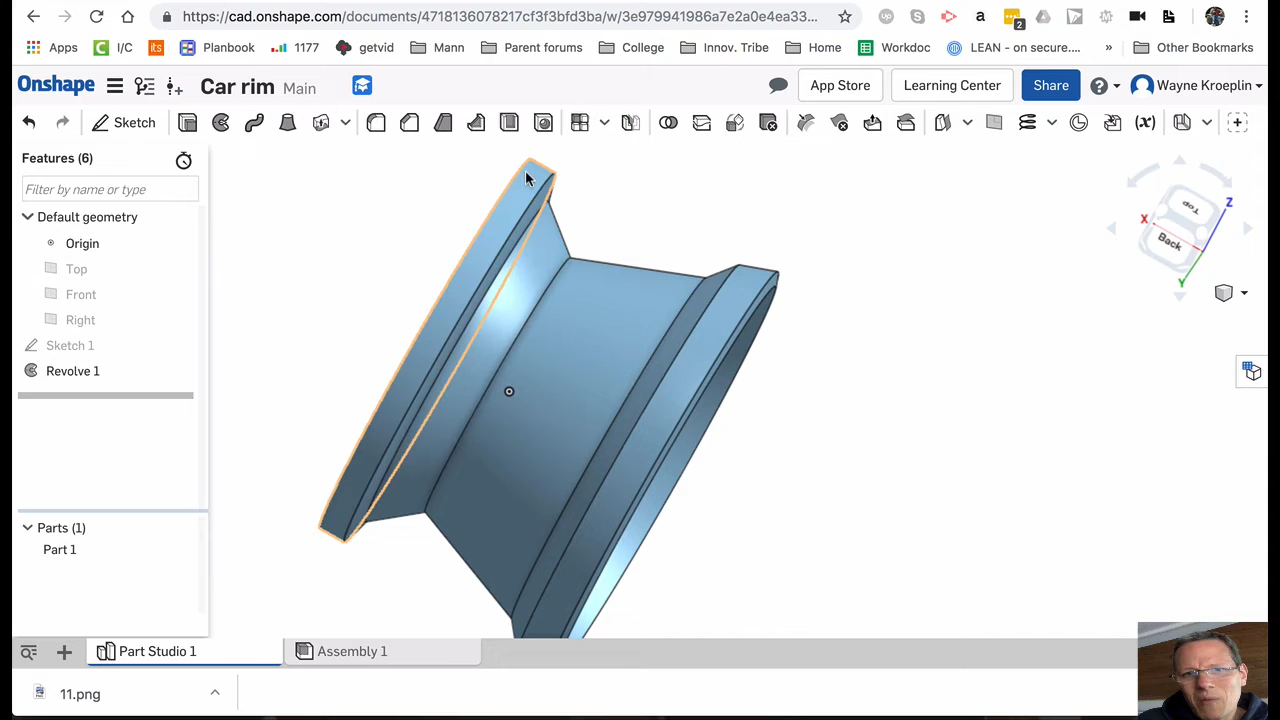 https://cad.onshape.com/documents/4718136078217cf3f3bfd3ba/w/3e979941986a7e2a0e4ea33...
Apps
I/C
its
Planbook
1177
getvid
Mann
Parent forums
College
Innov. Tribe
Home
Workdoc
LEAN - on secure....
»
Other Bookmarks
Onshape
Car rim
Main
App Store
Learning Center
Share
Wayne Kroeplin
Sketch
(x)
Features (6)
Filter by name or type
Default geometry
Origin
Top
Front
Right
Sketch 1
Revolve 1
Parts (1)
Part 1
Top
Back
X
Z
Y
Part Studio 1
Assembly 1
11.png